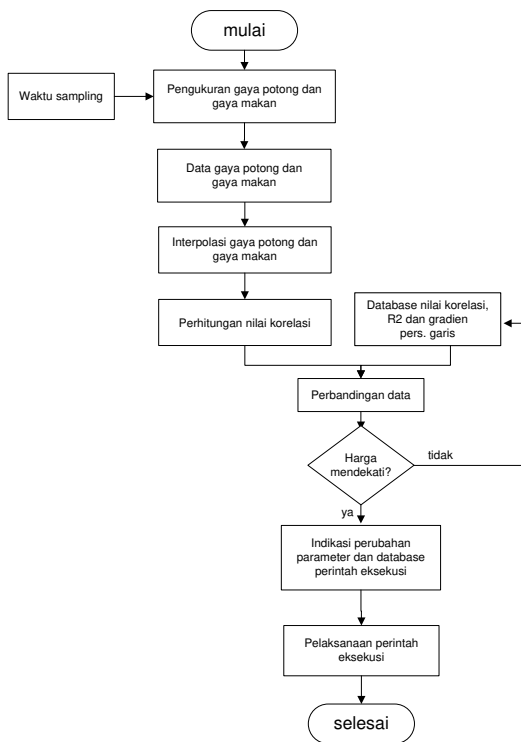 mulai
Waktu sampling
Pengukuran gaya potong dan
gaya makan
Data gaya potong dan
gaya makan
Interpolasi gaya potong dan
gaya makan
Perhitungan nilai korelasi
Database nilai korelasi,
R2 dan gradien
pers. garis
Perbandingan data
Harga
mendekati?
tidak
ya
Indikasi perubahan
parameter dan database
perintah eksekusi
Pelaksanaan perintah
eksekusi
selesai